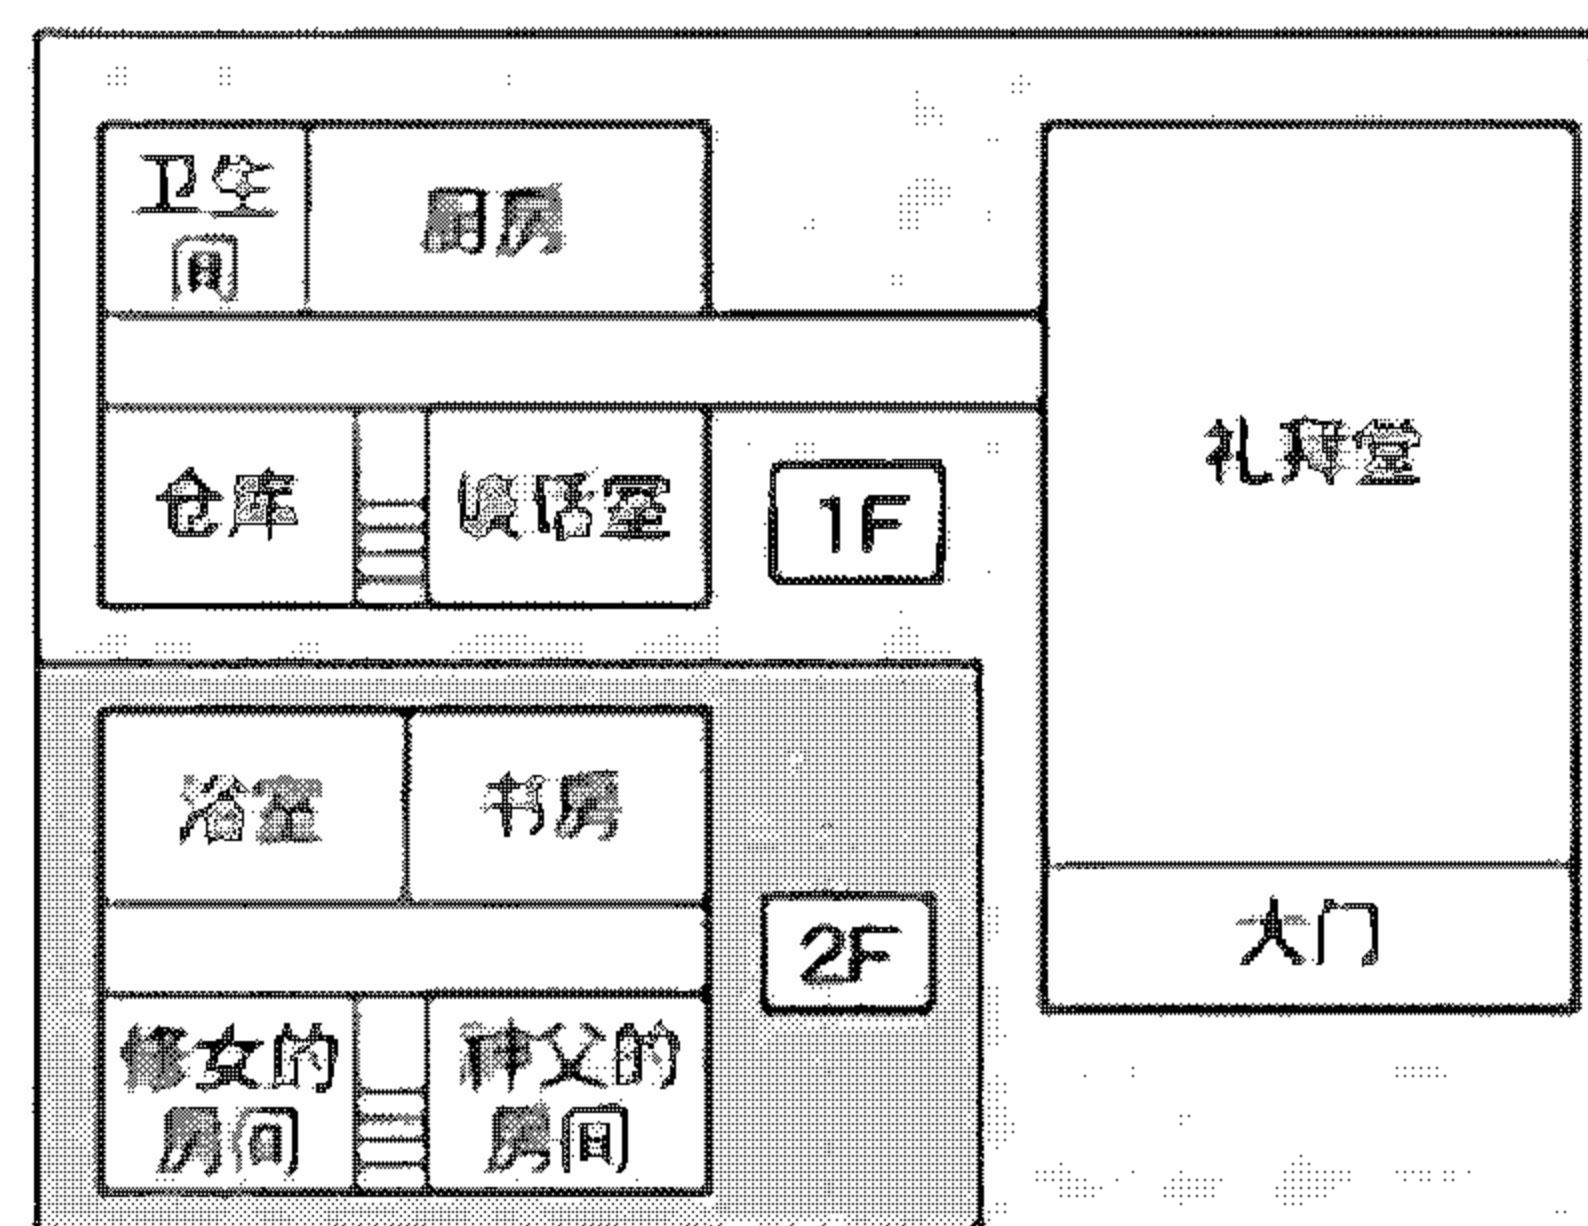 卫生
间
厨房
仓库
谈话室
1F
礼拜堂
浴室
书房
2F
大门
修女的
房间
神父的
房间